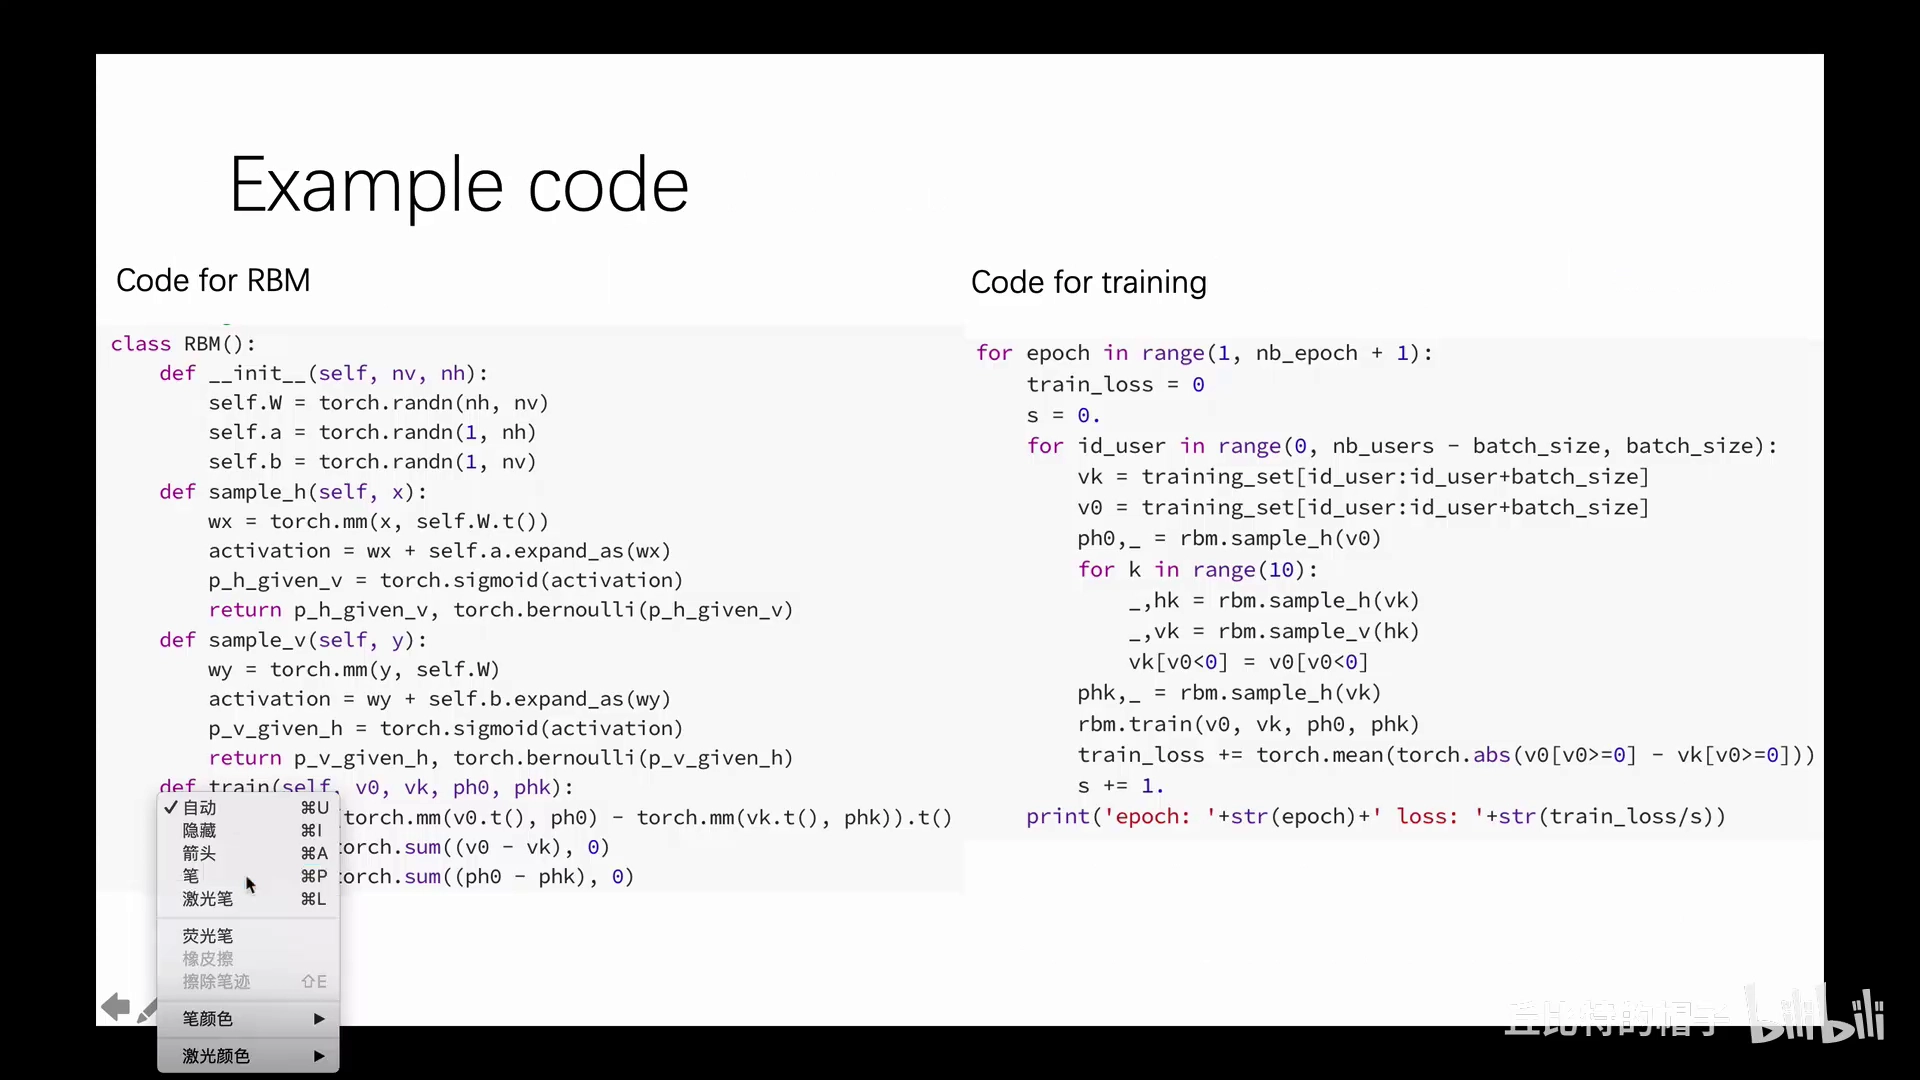 Example code
Code for RBM
class RBM():
    def __init__(self, nv, nh):
        self.W = torch.randn(nh, nv)
        self.a = torch.randn(1, nh)
        self.b = torch.randn(1, nv)
    def sample_h(self, x):
        wx = torch.mm(x, self.W.t())
        activation = wx + self.a.expand_as(wx)
        p_h_given_v = torch.sigmoid(activation)
        return p_h_given_v, torch.bernoulli(p_h_given_v)
    def sample_v(self, y):
        wy = torch.mm(y, self.W)
        activation = wy + self.b.expand_as(wy)
        p_v_given_h = torch.sigmoid(activation)
        return p_v_given_h, torch.bernoulli(p_v_given_h)
    def train(self, v0, vk, ph0, phk):
(torch.mm(v0.t(), ph0) - torch.mm(vk.t(), phk)).t()
torch.sum((v0 - vk), 0)
torch.sum((ph0 - phk), 0)
Code for training
for epoch in range(1, nb_epoch + 1):
    train_loss = 0
    s = 0.
    for id_user in range(0, nb_users - batch_size, batch_size):
        vk = training_set[id_user:id_user+batch_size]
        v0 = training_set[id_user:id_user+batch_size]
        ph0,_ = rbm.sample_h(v0)
        for k in range(10):
            _,hk = rbm.sample_h(vk)
            _,vk = rbm.sample_v(hk)
            vk[v0<0] = v0[v0<0]
        phk,_ = rbm.sample_h(vk)
        rbm.train(v0, vk, ph0, phk)
        train_loss += torch.mean(torch.abs(v0[v0>=0] - vk[v0>=0]))
        s += 1.
    print('epoch: '+str(epoch)+' loss: '+str(train_loss/s))
✓ 自动 ⌘U
隐藏 ⌘I
箭头 ⌘A
笔 ⌘P
激光笔 ⌘L
荧光笔
橡皮擦
擦除笔迹 ⇧E
笔颜色 ▶
激光颜色 ▶
丘比特的帽子 bilibili